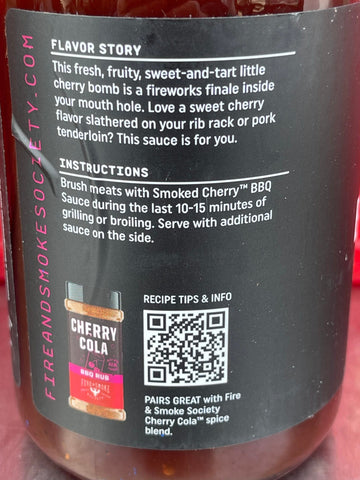 FIREANDSMOKESOCIETY.COM
FLAVOR STORY
This fresh, fruity, sweet-and-tart little
cherry bomb is a fireworks finale inside
your mouth hole. Love a sweet cherry
flavor slathered on your rib rack or pork
tenderloin? This sauce is for you.
INSTRUCTIONS
Brush meats with Smoked Cherry™ BBQ
Sauce during the last 10-15 minutes of
grilling or broiling. Serve with additional
sauce on the side.
RECIPE TIPS & INFO
CHERRY
COLA
BBQ RUB
FIRE & SMOKE
PAIRS GREAT with Fire
& Smoke Society
Cherry Cola™ spice
blend.